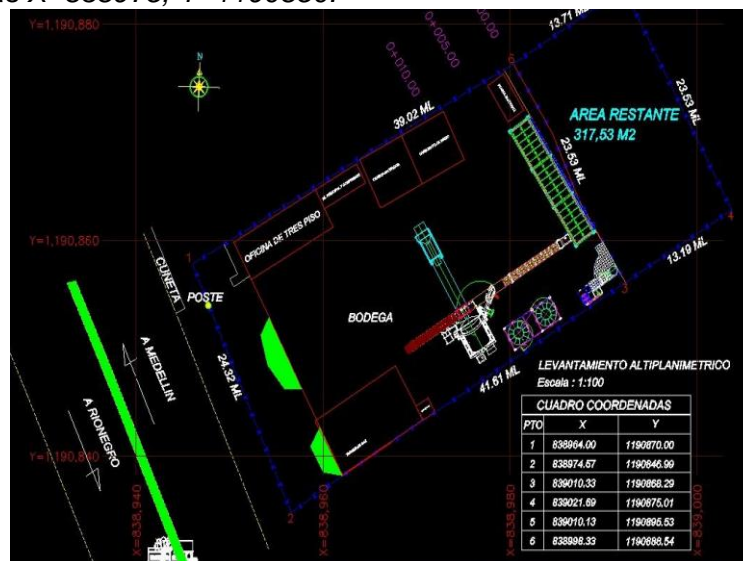 Y=1,190,880
0+010.00
0+005.00
00.00
13.71 ML
39.02 ML
6
AREA RESTANTE
317,53 M2
23.53 ML
23.53 ML
OFICINA DE TRES PISO
Y=1,190,860
1
CUNETA
POSTE
BODEGA
4
13.19 ML
3
A MEDELLIN
24.32 ML
A RIONEGRO
41.61 ML
LEVANTAMIENTO ALTIPLANIMETRICO
Escala : 1:100
CUADRO COORDENADAS
PTO X Y
1 838964.00 1190870.00
2 838974.57 1190846.99
3 839010.33 1190868.29
4 839021.69 1190875.01
5 839010.13 1190895.53
6 838998.33 1190888.54
Y=1,190,840
2
X=838,940
X=838,960
X=838,980
X=839,000